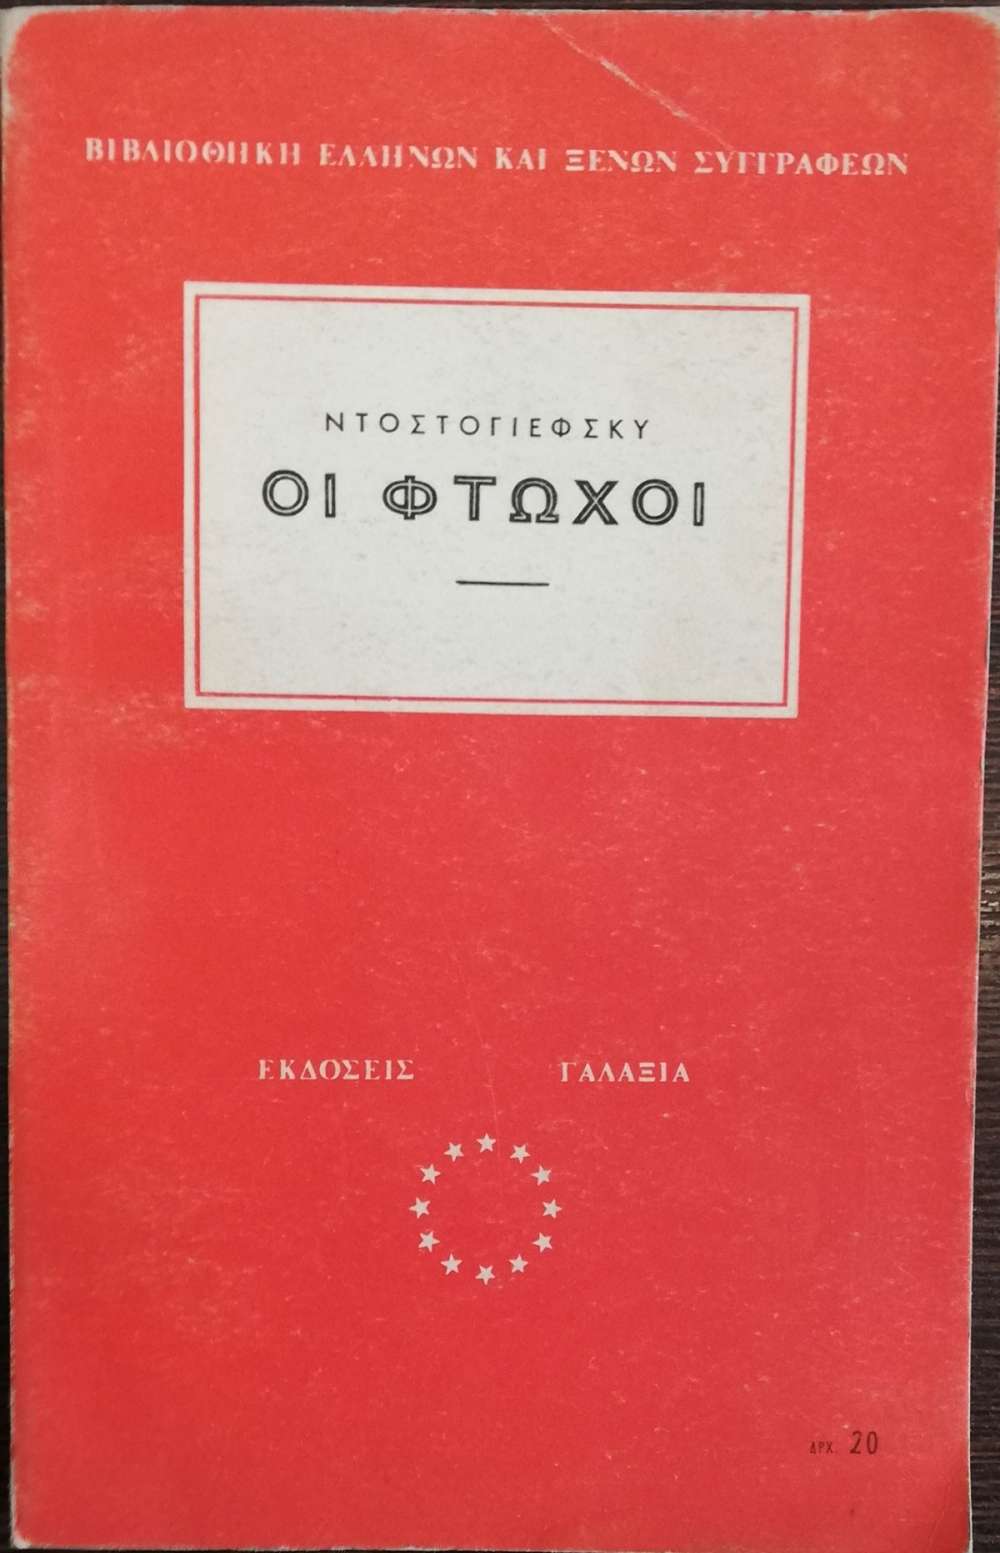 ΒΙΒΛΙΟΘΗΚΗ ΕΛΛΗΝΩΝ ΚΑΙ ΞΕΝΩΝ ΣΥΓΓΡΑΦΕΩΝ
ΝΤΟΣΤΟΓΙΕΦΣΚΥ
ΟΙ ΦΤΩΧΟΙ
ΕΚΔΟΣΕΙΣ ΓΑΛΑΞΙΑ
ΔΡΧ. 20